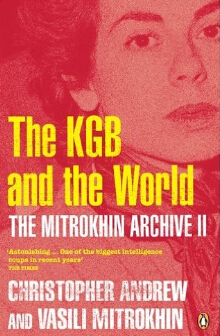 The KGB
and the World
THE MITROKHIN ARCHIVE II
'Astonishing ... One of the biggest intelligence
coups in recent years'
THE TIMES
CHRISTOPHER ANDREW
AND VASILI MITROKHIN